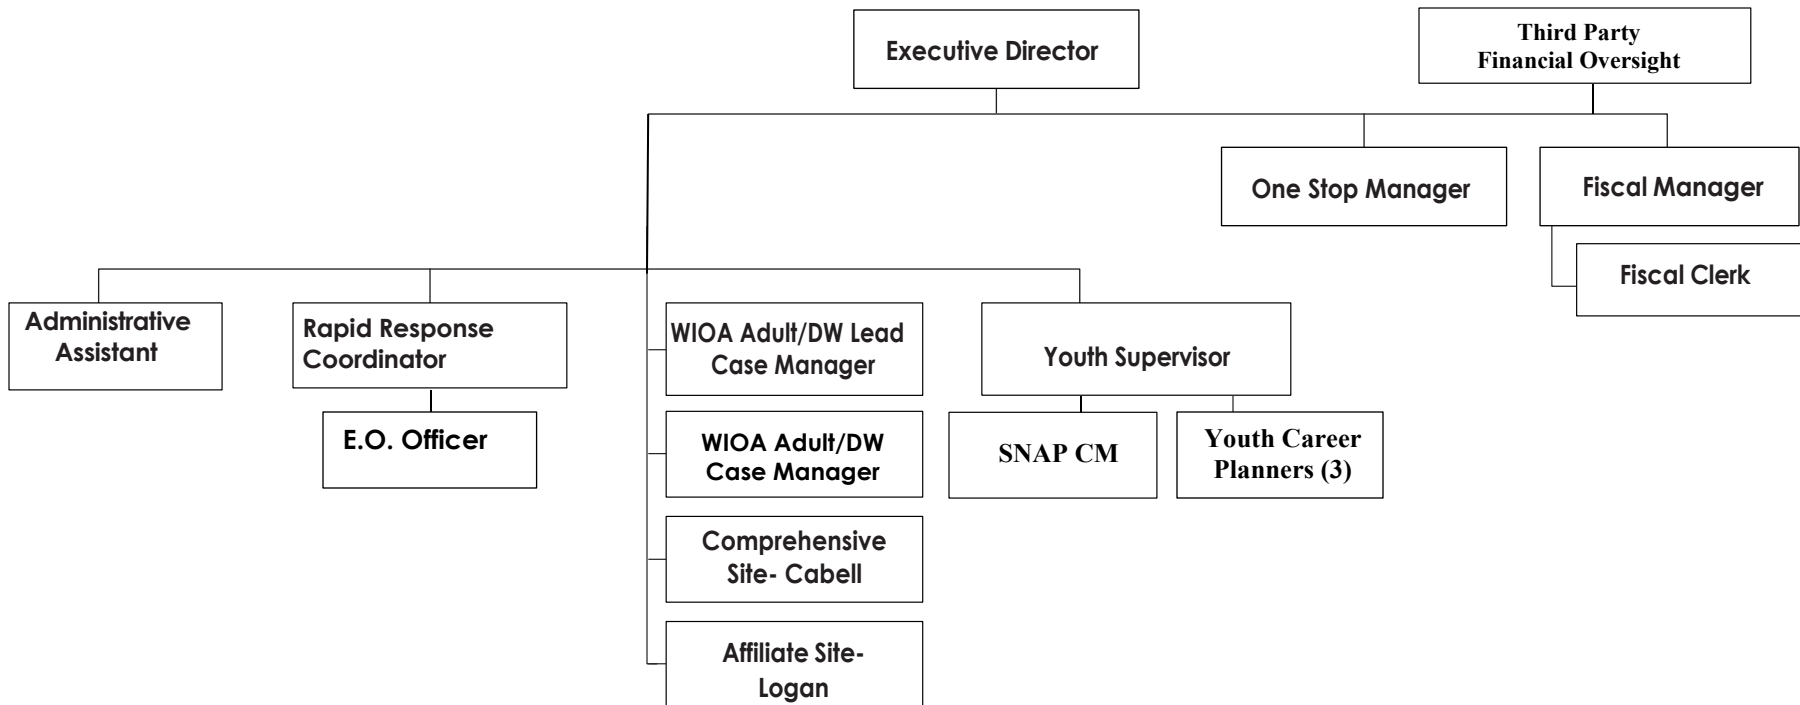 Executive Director
Third Party
Financial Oversight
One Stop Manager
Fiscal Manager
Fiscal Clerk
Administrative
Assistant
Rapid Response
Coordinator
WIOA Adult/DW Lead
Case Manager
Youth Supervisor
E.O. Officer
WIOA Adult/DW
Case Manager
SNAP CM
Youth Career
Planners (3)
Comprehensive
Site- Cabell
Affiliate Site-
Logan